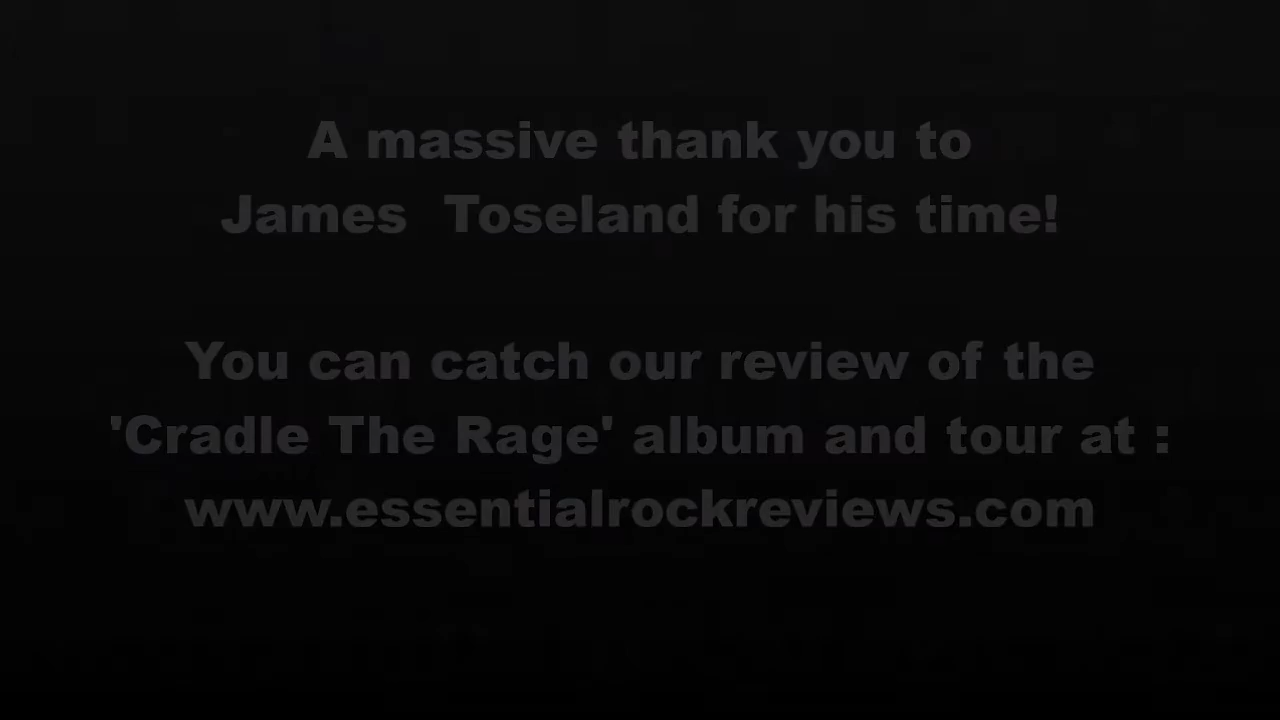 A massive thank you to
James  Toseland for his time!
You can catch our review of the
'Cradle The Rage' album and tour at :
www.essentialrockreviews.com